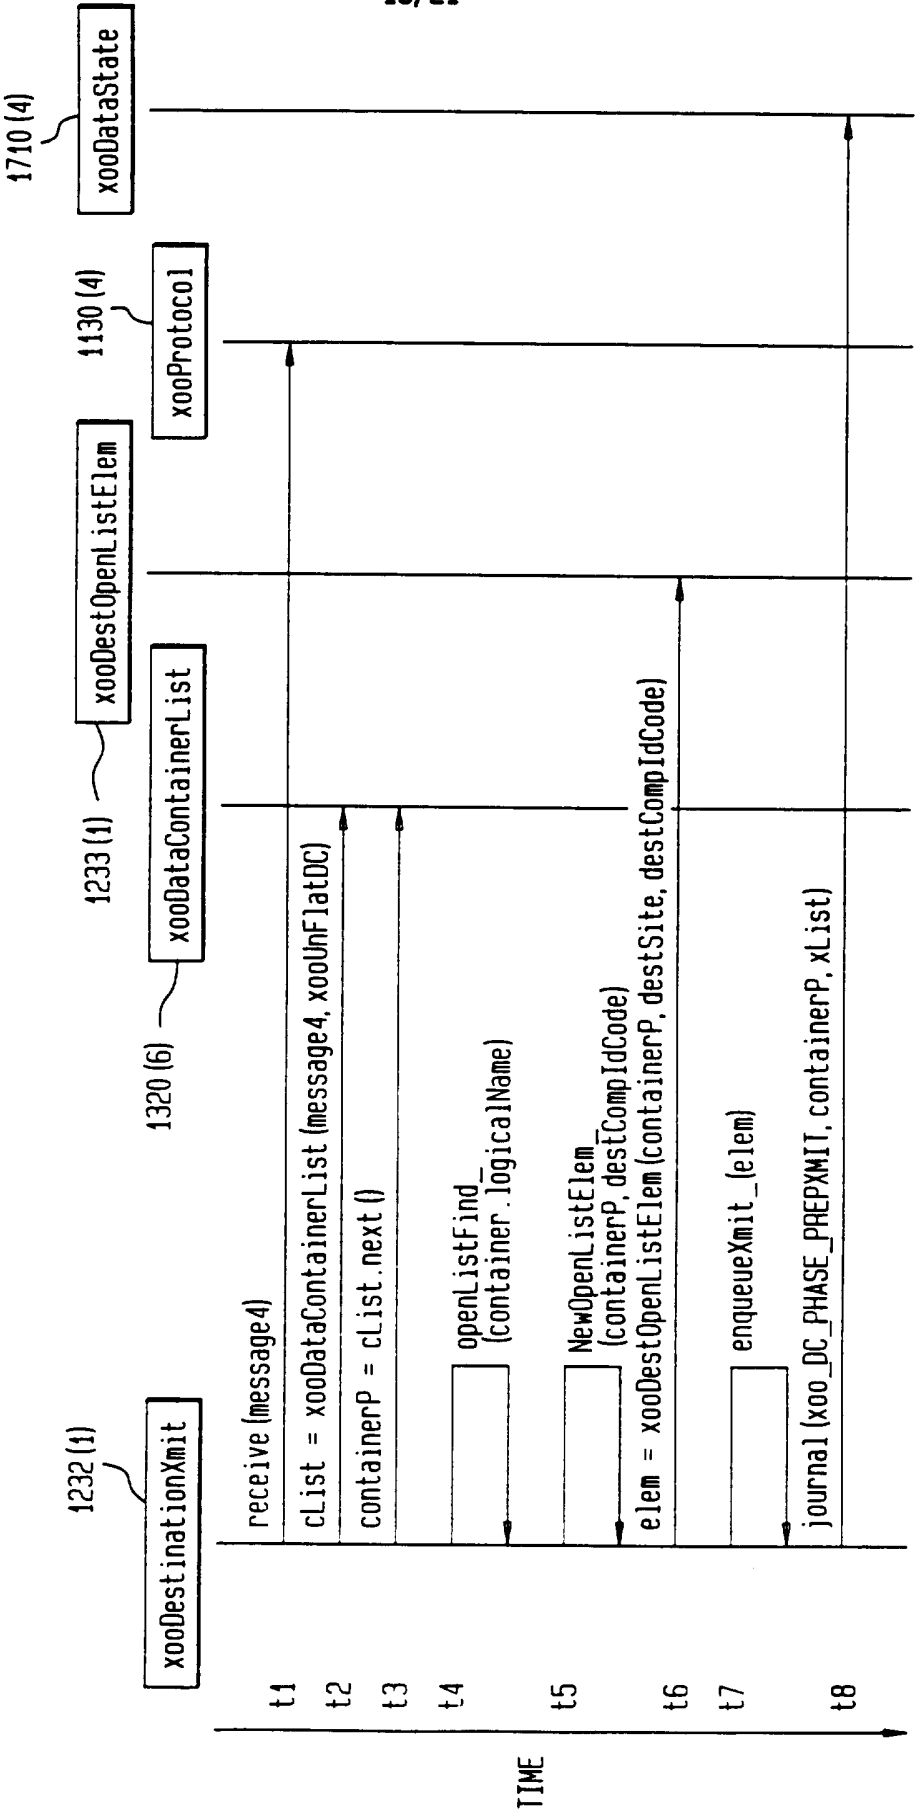 1232 (1)
xooDestinationXmit
1320 (6)
xooDataContainerList
1233 (1)
xooDestOpenListElem
1130 (4)
xooProtocol
1710 (4)
xooDataState
TIME
t1
receive (message4)
t2
cList = xooDataContainerList (message4, xooUnFlatDC)
t3
containerP = cList.next ()
t4
openListFind_
(container.logicalName)
t5
NewOpenListElem_
(containerP, destCompIdCode)
t6
elem = xooDestOpenListElem (containerP, destSite, destCompIdCode)
t7
enqueueXmit_ (elem)
t8
journal (xoo_DC_PHASE_PREPXMIT, containerP, xList)